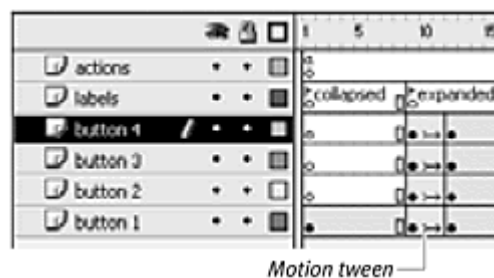 1 5 10 15
actions a
labels collapsed expanded
button 4
button 3
button 2
button 1
Motion tween